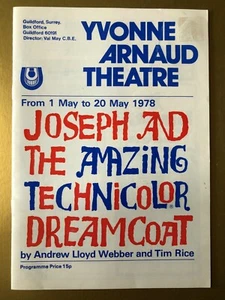 Guildford, Surrey.
Box Office
Guildford 60191
Director: Val May C.B.E.
YVONNE
ARNAUD
THEATRE
From 1 May to 20 May 1978
JOSEPH AND
THE AMAZING
TECHNICOLOR
DREAMCOAT
by Andrew Lloyd Webber and Tim Rice
Programme Price 15p